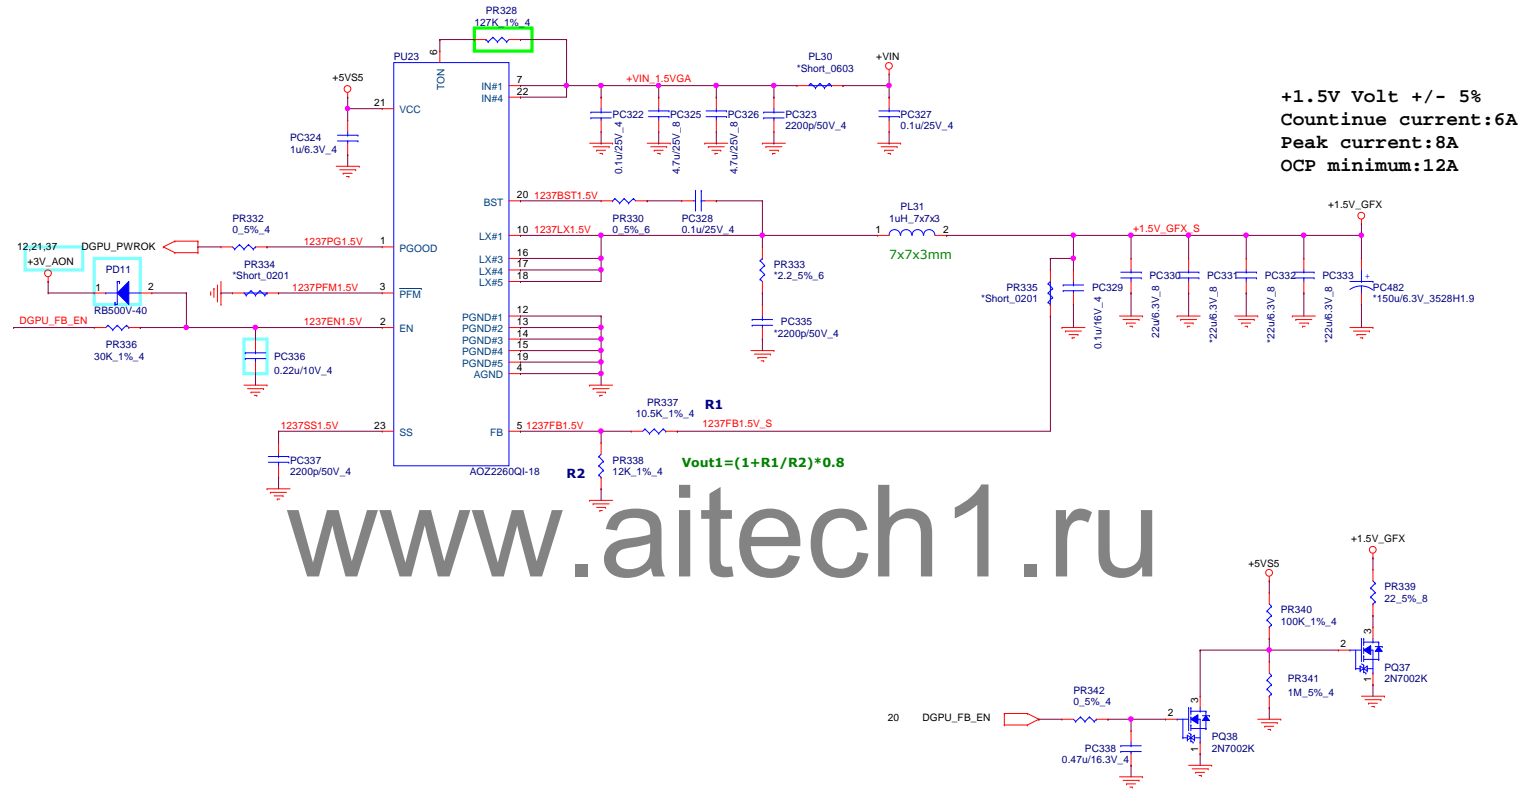 PR328
127K_1%_4
6
PU23
TON
+5VS5
21
VCC
PC324
1u/6.3V_4
IN#1
7
IN#4
22
+VIN_1.5VGA
PL30
*Short_0603
+VIN
PC322
0.1u/25V_4
PC325
4.7u/25V_8
PC326
4.7u/25V_8
PC323
2200p/50V_4
PC327
0.1u/25V_4
+1.5V Volt +/- 5%
Countinue current:6A
Peak current:8A
OCP minimum:12A
BST
20
1237BST1.5V
PR330
0_5%_6
PC328
0.1u/25V_4
PL31
1uH_7x7x3
1
2
7x7x3mm
LX#1
10
1237LX1.5V
LX#3
16
LX#4
17
LX#5
18
+1.5V_GFX
+1.5V_GFX_S
PR332
0_5%_4
12,21,37
DGPU_PWROK
1237PG1.5V
1
PGOOD
+3V_AON
PD11
1
2
RB500V-40
PR334
*Short_0201
1237PFM1.5V
3
PFM
DGPU_FB_EN
PR336
30K_1%_4
1237EN1.5V
2
EN
PC336
0.22u/10V_4
PR333
*2.2_5%_6
PC335
*2200p/50V_4
PR335
*Short_0201
PC329
0.1u/16V_4
PC330
22u/6.3V_8
PC331
*22u/6.3V_8
PC332
*22u/6.3V_8
PC333
*22u/6.3V_8
+
PC482
*150u/6.3V_3528H1.9
PGND#1
12
PGND#2
13
PGND#3
14
PGND#4
15
PGND#5
19
AGND
4
1237SS1.5V
23
SS
PC337
2200p/50V_4
FB
5
1237FB1.5V
PR337
10.5K_1%_4
R1
1237FB1.5V_S
AOZ2260QI-18
R2
PR338
12K_1%_4
Vout1=(1+R1/R2)*0.8
www.aitech1.ru
+1.5V_GFX
+5VS5
PR339
22_5%_8
PR340
100K_1%_4
2
3
1
PQ37
2N7002K
PR341
1M_5%_4
20
DGPU_FB_EN
PR342
0_5%_4
2
3
1
PQ38
2N7002K
PC338
0.47u/16.3V_4